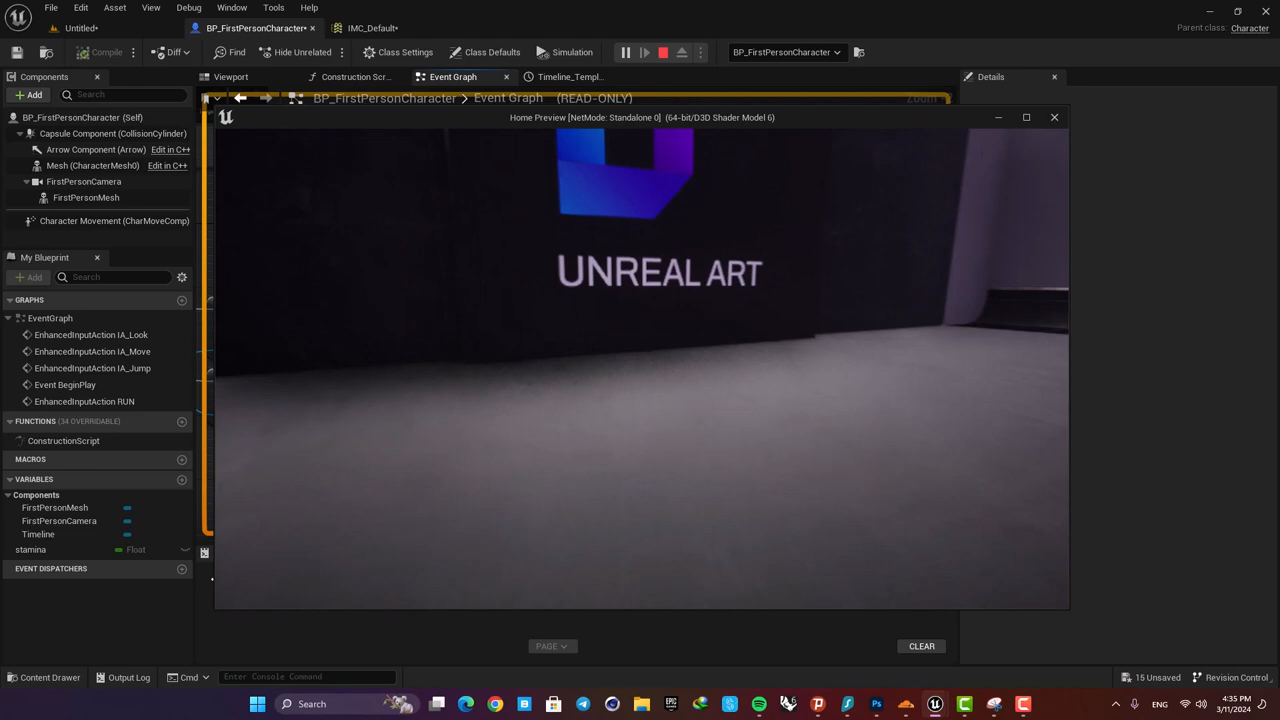 File Edit Asset View Debug Window Tools Help
Untitled*
BP_FirstPersonCharacter*
IMC_Default*
Parent class: Character
Compile
Diff
Find
Hide Unrelated
Class Settings
Class Defaults
Simulation
BP_FirstPersonCharacter
Components
Viewport
Construction Scr...
Event Graph
Timeline_Templ...
Details
Add
Search
BP_FirstPersonCharacter > Event Graph (READ-ONLY)
Zoom
BP_FirstPersonCharacter (Self)
Home Preview [NetMode: Standalone 0] (64-bit/D3D Shader Model 6)
Capsule Component (CollisionCylinder)
Arrow Component (Arrow) Edit in C++
Mesh (CharacterMesh0) Edit in C++
FirstPersonCamera
FirstPersonMesh
Character Movement (CharMoveComp)
My Blueprint
Add
Search
UNREAL ART
GRAPHS
EventGraph
EnhancedInputAction IA_Look
EnhancedInputAction IA_Move
EnhancedInputAction IA_Jump
Event BeginPlay
EnhancedInputAction RUN
FUNCTIONS (34 OVERRIDABLE)
ConstructionScript
MACROS
VARIABLES
Components
FirstPersonMesh
FirstPersonCamera
Timeline
stamina Float
EVENT DISPATCHERS
PAGE
CLEAR
Content Drawer
Output Log
Cmd
Enter Console Command
15 Unsaved
Revision Control
Search
ENG
4:35 PM
3/11/2024